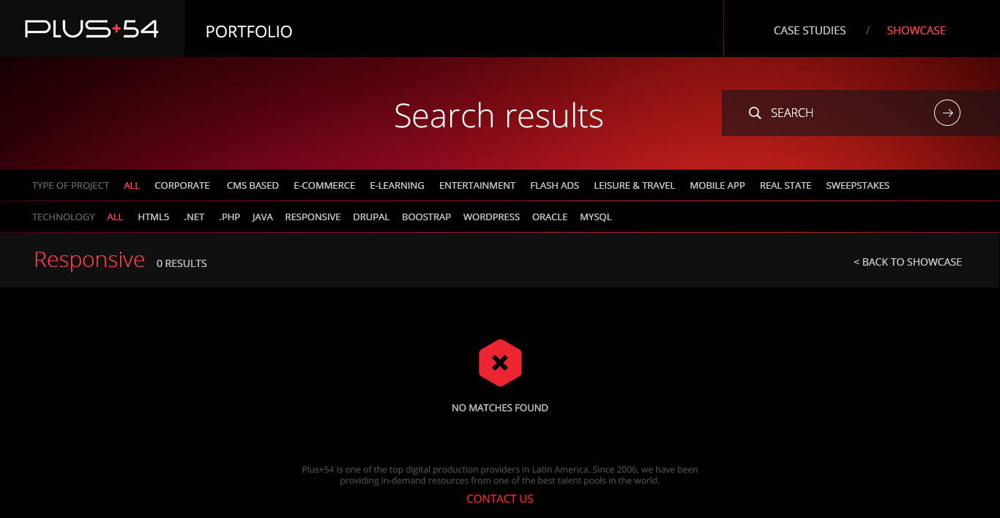 PLUS+54
PORTFOLIO
CASE STUDIES / SHOWCASE
Search results
SEARCH
TYPE OF PROJECT ALL CORPORATE CMS BASED E-COMMERCE E-LEARNING ENTERTAINMENT FLASH ADS LEISURE & TRAVEL MOBILE APP REAL STATE SWEEPSTAKES
TECHNOLOGY ALL HTML5 .NET .PHP JAVA RESPONSIVE DRUPAL BOOSTRAP WORDPRESS ORACLE MYSQL
Responsive 0 RESULTS
< BACK TO SHOWCASE
NO MATCHES FOUND
Plus+54 is one of the top digital production providers in Latin America. Since 2006, we have been
providing in-demand resources from one of the best talent pools in the world.
CONTACT US